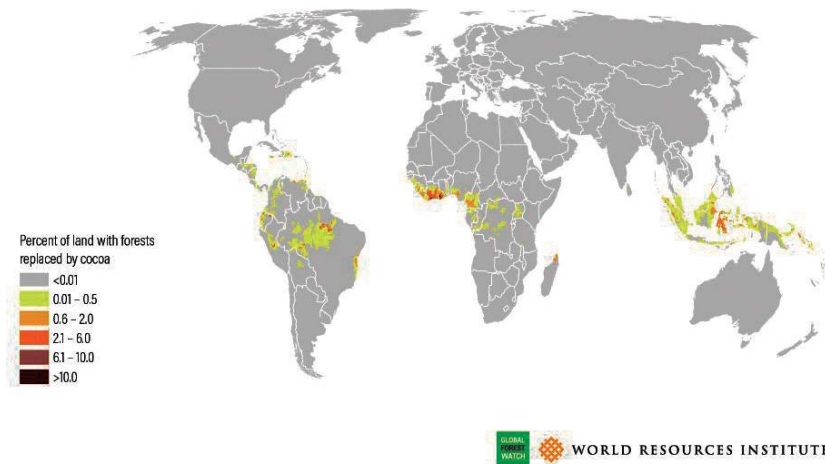 Percent of land with forests
replaced by cocoa
<0.01
0.01 – 0.5
0.6 – 2.0
2.1 – 6.0
6.1 – 10.0
>10.0
GLOBAL
FOREST
WATCH
WORLD RESOURCES INSTITUTE